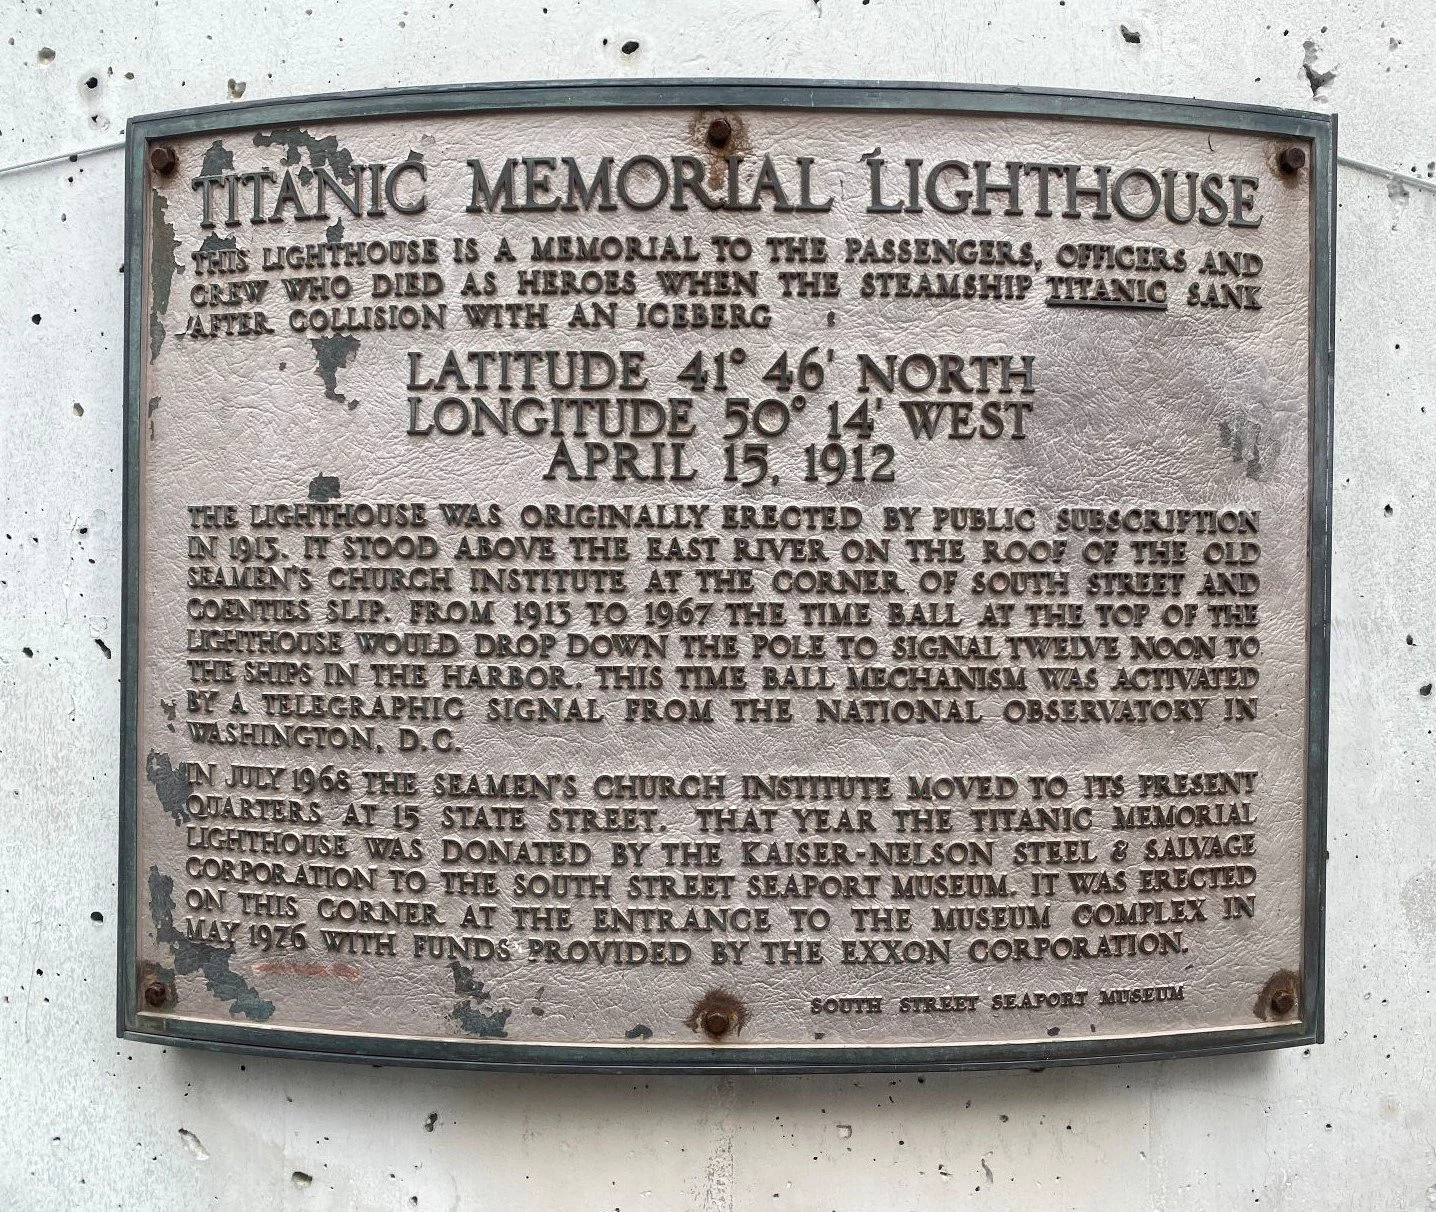 TITANIC MEMORIAL LIGHTHOUSE
THIS LIGHTHOUSE IS A MEMORIAL TO THE PASSENGERS, OFFICERS AND
CREW WHO DIED AS HEROES WHEN THE STEAMSHIP TITANIC SANK
AFTER COLLISION WITH AN ICEBERG
LATITUDE 41° 46' NORTH
LONGITUDE 50° 14' WEST
APRIL 15, 1912
THE LIGHTHOUSE WAS ORIGINALLY ERECTED BY PUBLIC SUBSCRIPTION
IN 1913. IT STOOD ABOVE THE EAST RIVER ON THE ROOF OF THE OLD
SEAMEN'S CHURCH INSTITUTE AT THE CORNER OF SOUTH STREET AND
COENTIES SLIP. FROM 1913 TO 1967 THE TIME BALL AT THE TOP OF THE
LIGHTHOUSE WOULD DROP DOWN THE POLE TO SIGNAL TWELVE NOON TO
THE SHIPS IN THE HARBOR. THIS TIME BALL MECHANISM WAS ACTIVATED
BY A TELEGRAPHIC SIGNAL FROM THE NATIONAL OBSERVATORY IN
WASHINGTON, D.C.
IN JULY 1968 THE SEAMEN'S CHURCH INSTITUTE MOVED TO ITS PRESENT
QUARTERS AT 15 STATE STREET. THAT YEAR THE TITANIC MEMORIAL
LIGHTHOUSE WAS DONATED BY THE KAISER-NELSON STEEL & SALVAGE
CORPORATION TO THE SOUTH STREET SEAPORT MUSEUM. IT WAS ERECTED
ON THIS CORNER AT THE ENTRANCE TO THE MUSEUM COMPLEX IN
MAY 1976 WITH FUNDS PROVIDED BY THE EXXON CORPORATION.
SOUTH STREET SEAPORT MUSEUM